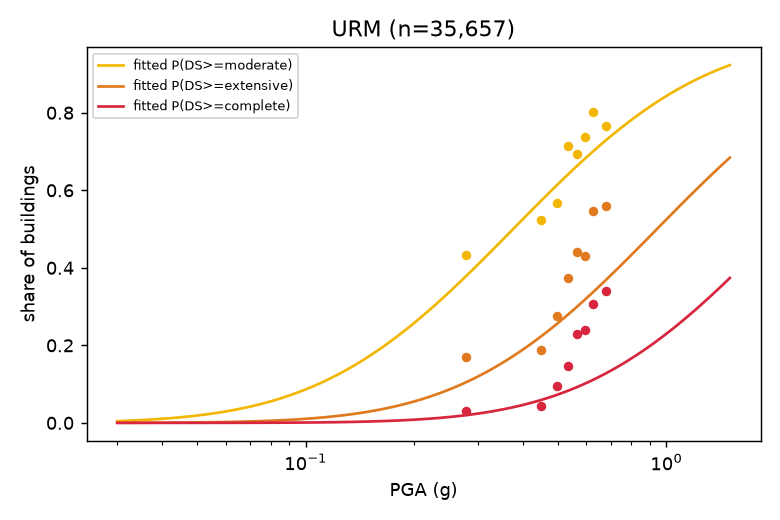 URM (n=35,657)
fitted P(DS>=moderate)
fitted P(DS>=extensive)
fitted P(DS>=complete)
share of buildings
0.8
0.6
0.4
0.2
0.0
10⁻¹
10⁰
PGA (g)